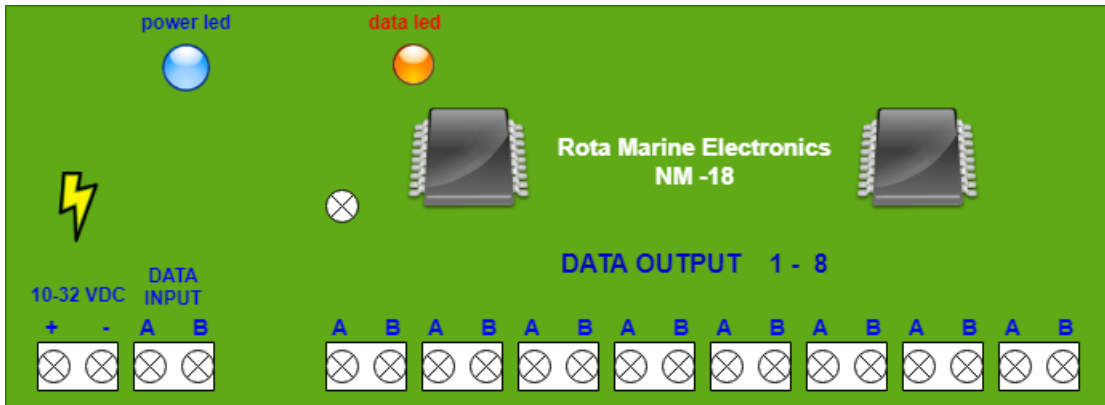 power led
data led
Rota Marine Electronics
NM -18
DATA OUTPUT 1 - 8
10-32 VDC
DATA
INPUT
+ - A B A B A B A B A B A B A B A B A B